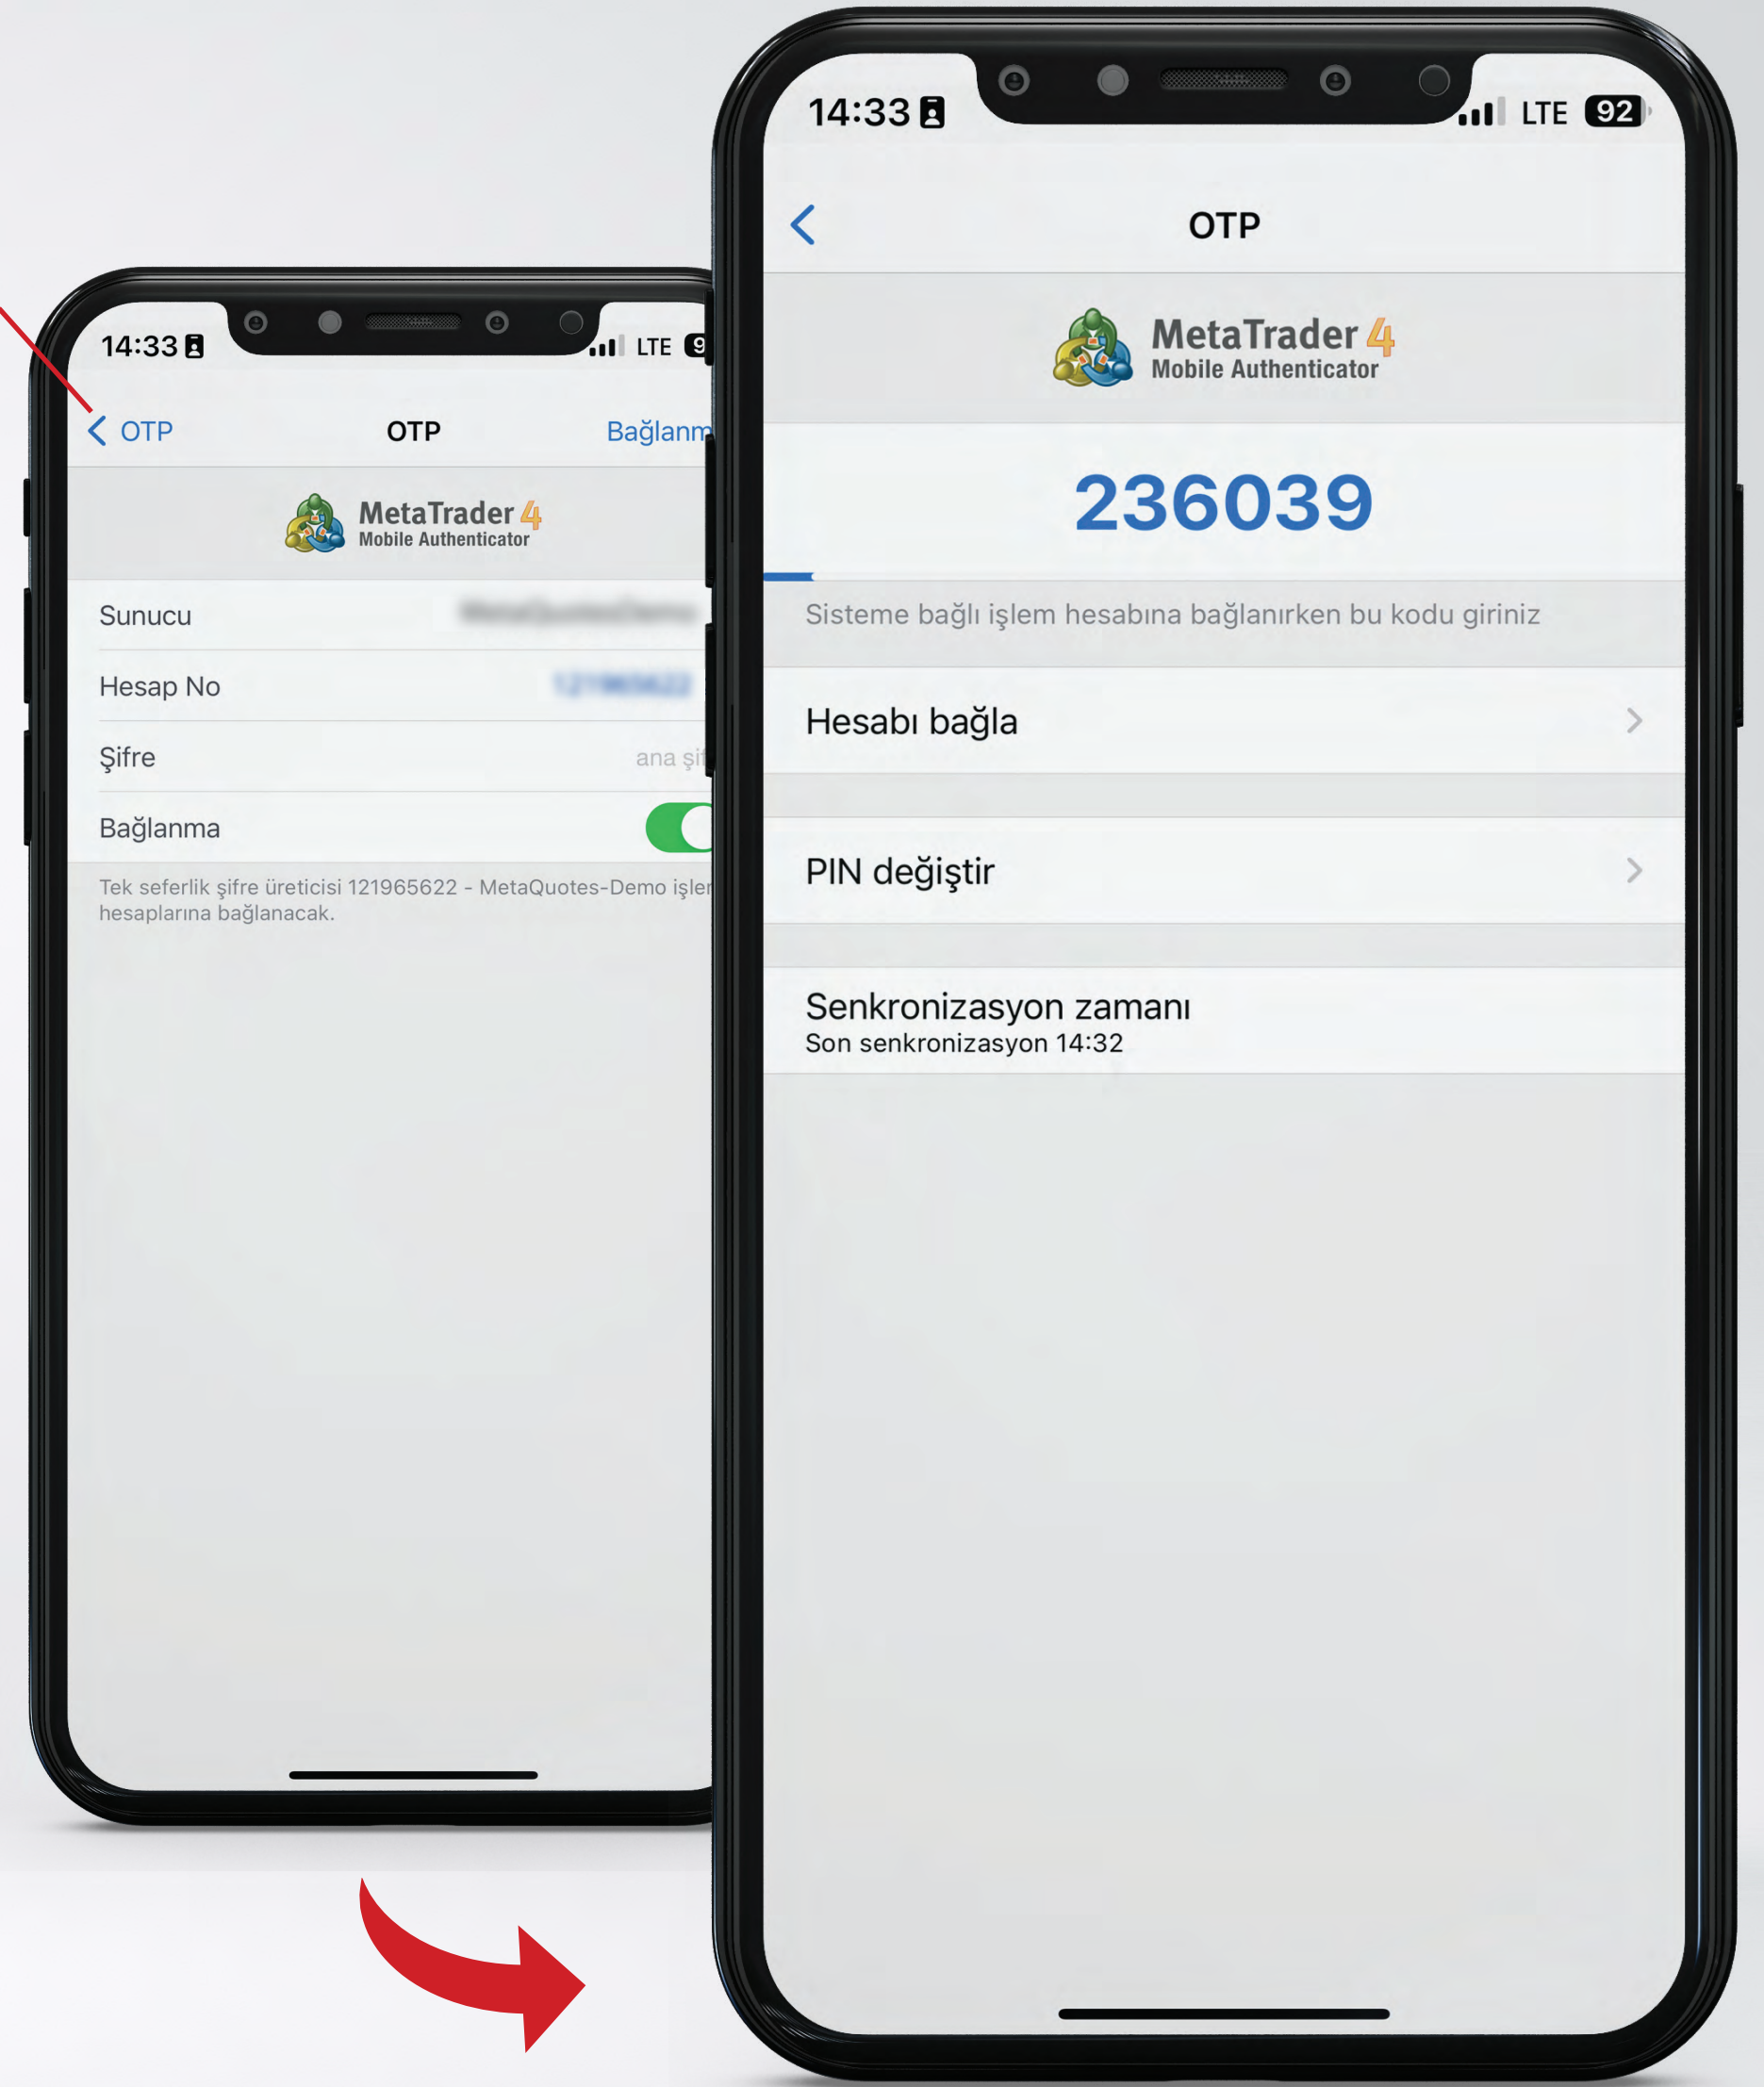 14:33
LTE 9
OTP
OTP
Bağlanm
MetaTrader 4
Mobile Authenticator
Sunucu
Hesap No
Şifre
ana şif
Bağlanma
Tek seferlik şifre üreticisi 121965622 - MetaQuotes-Demo işler
hesaplarına bağlanacak.
14:33
LTE 92
OTP
MetaTrader 4
Mobile Authenticator
236039
Sisteme bağlı işlem hesabına bağlanırken bu kodu giriniz
Hesabı bağla
PIN değiştir
Senkronizasyon zamanı
Son senkronizasyon 14:32